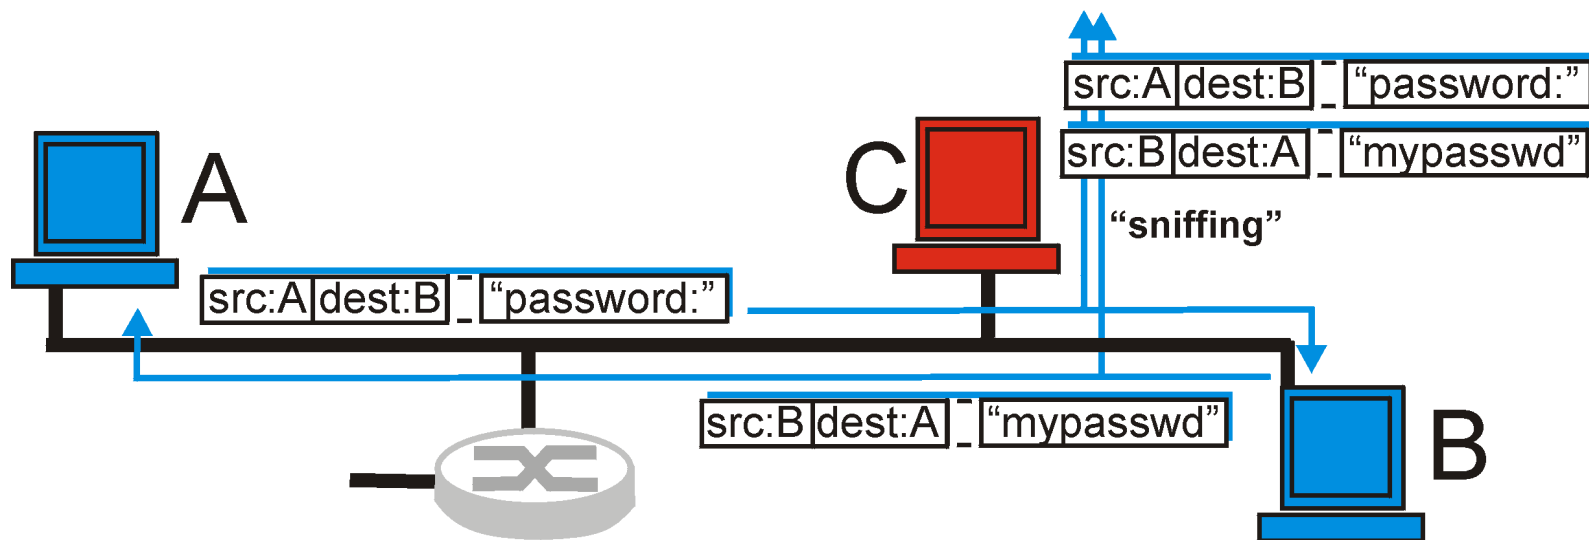 src:A dest:B “password:”
src:B dest:A “mypasswd”
A
C
“sniffing”
src:A dest:B “password:”
src:B dest:A “mypasswd”
B